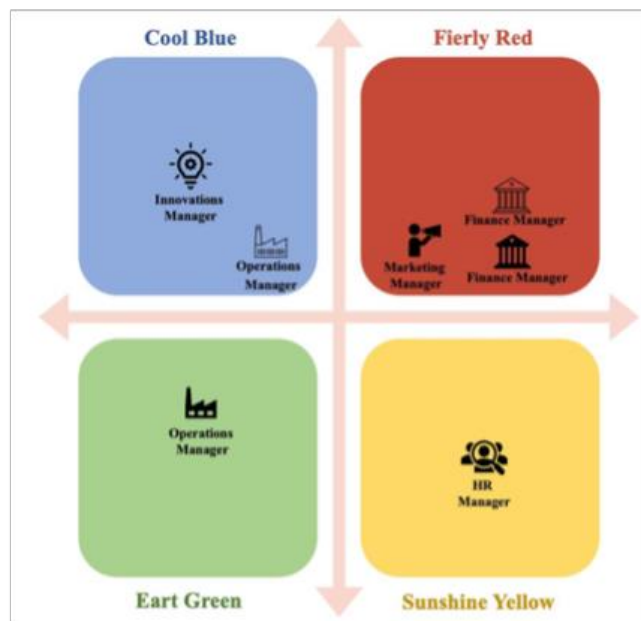 Cool Blue
Fierly Red
Innovations
Manager
Operations
Manager
Finance Manager
Marketing
Manager
Finance Manager
Operations
Manager
HR
Manager
Eart Green
Sunshine Yellow